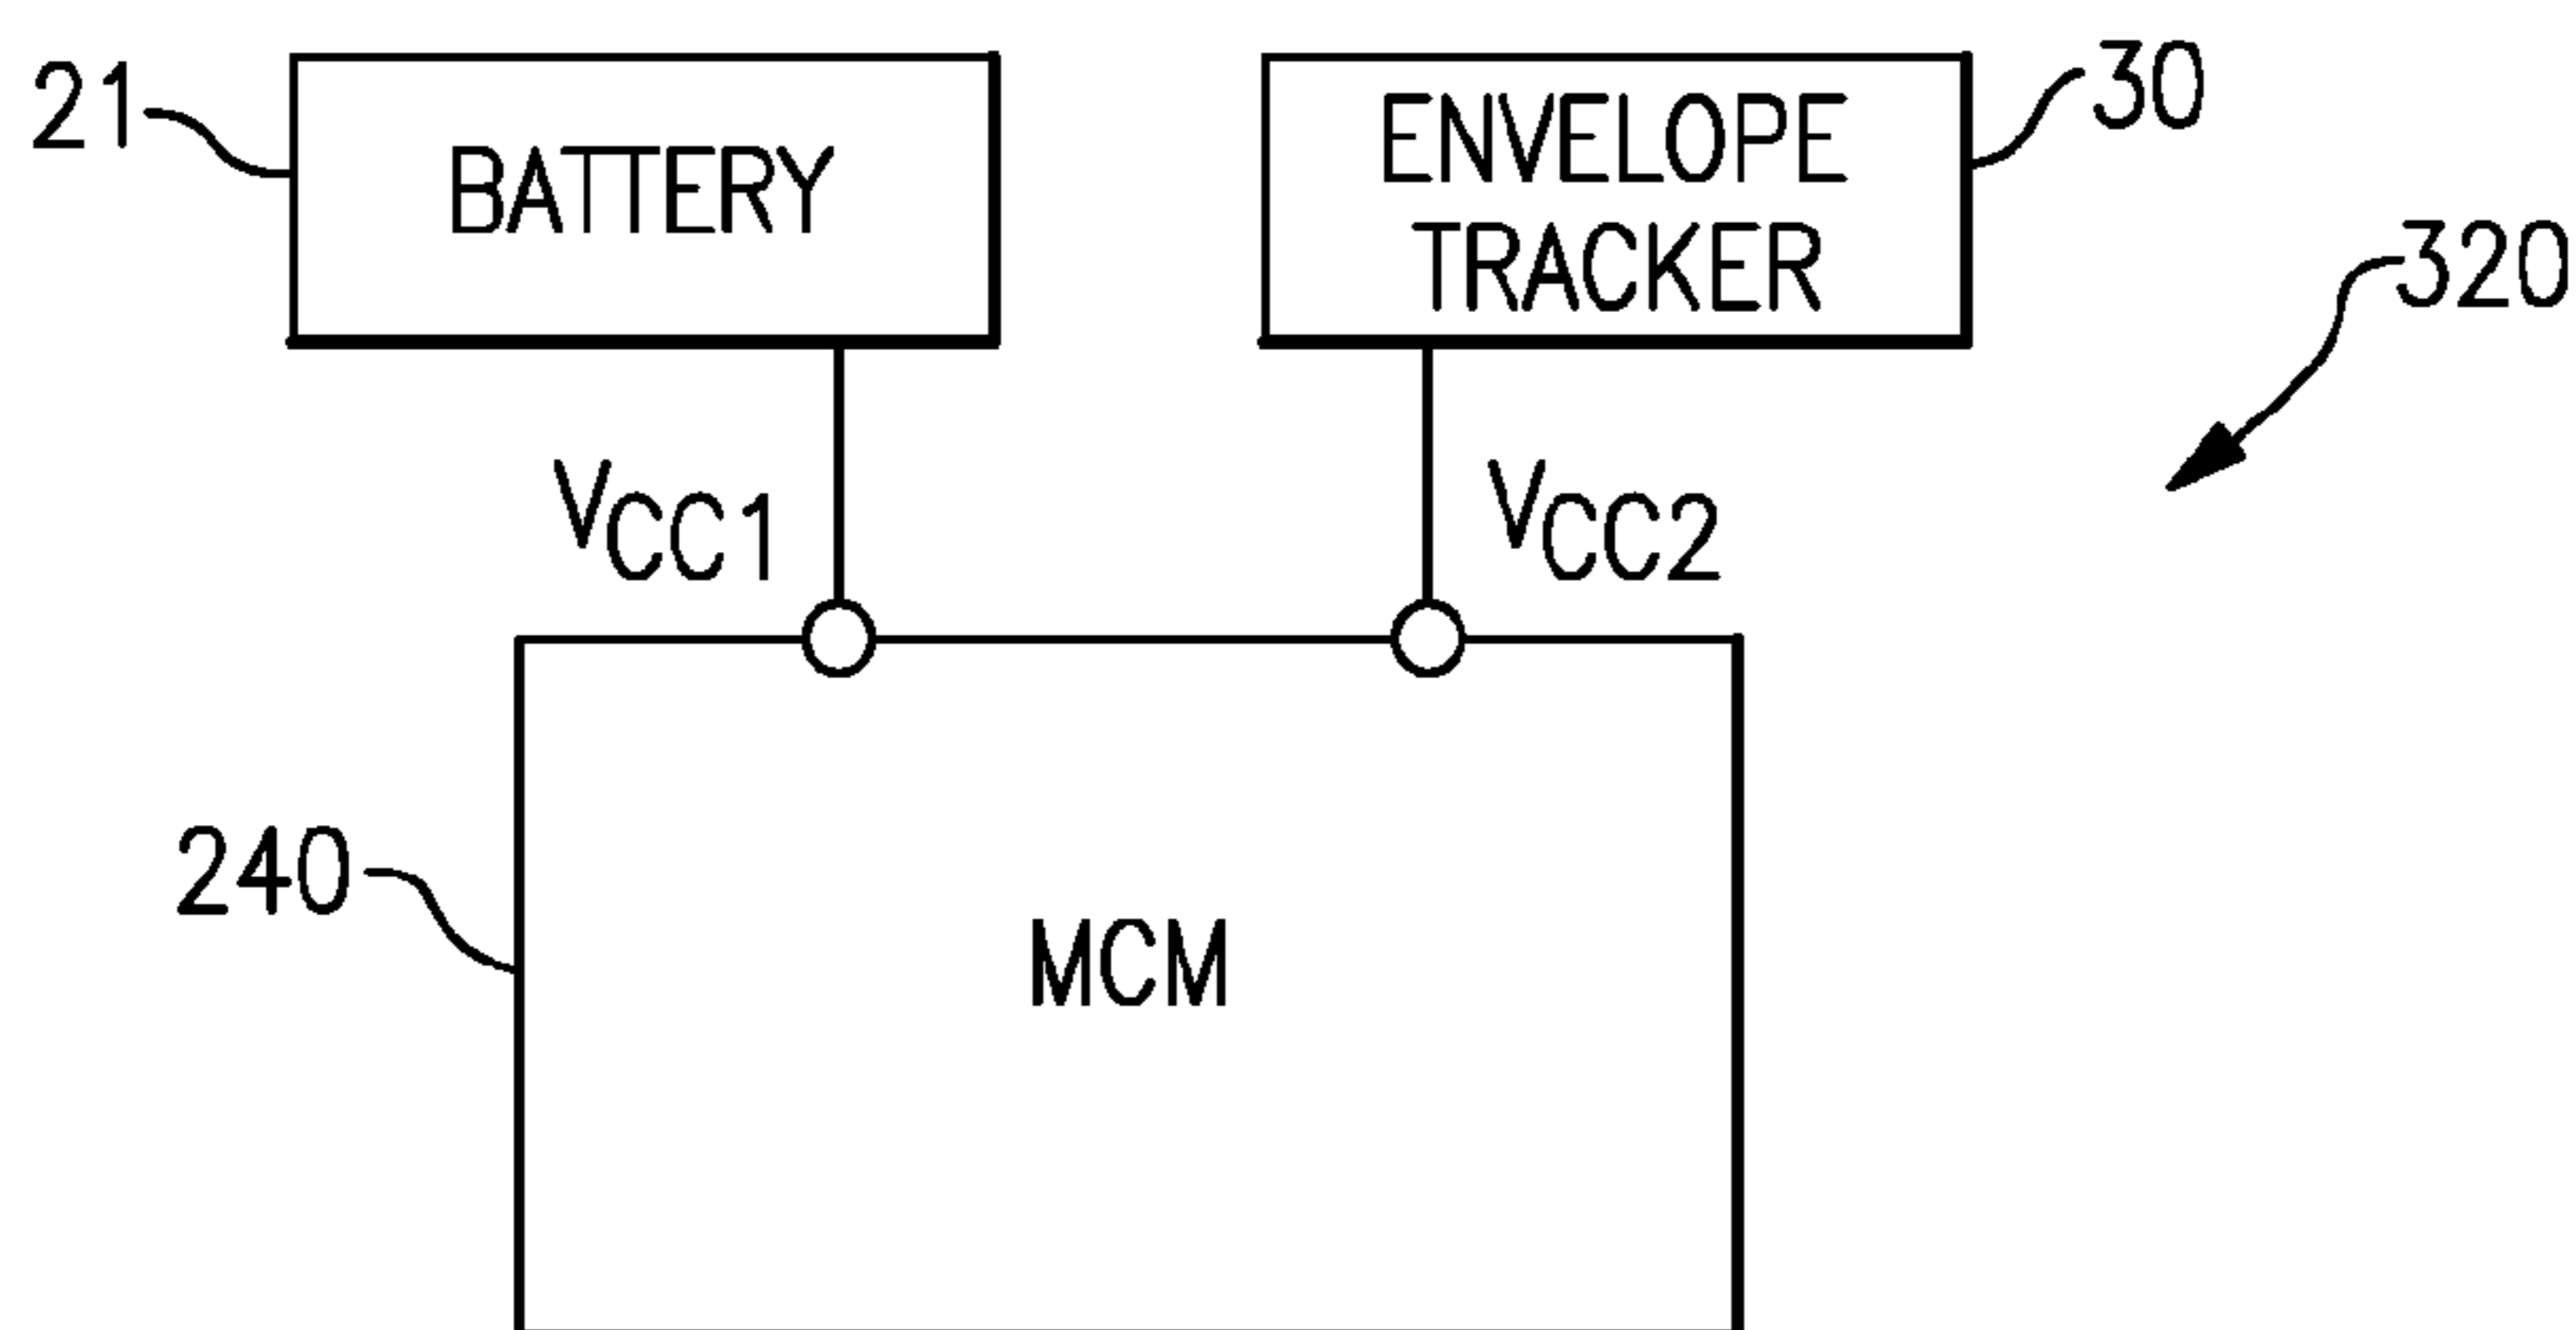 21
BATTERY
ENVELOPE
TRACKER
30
320
VCC1
VCC2
240
MCM